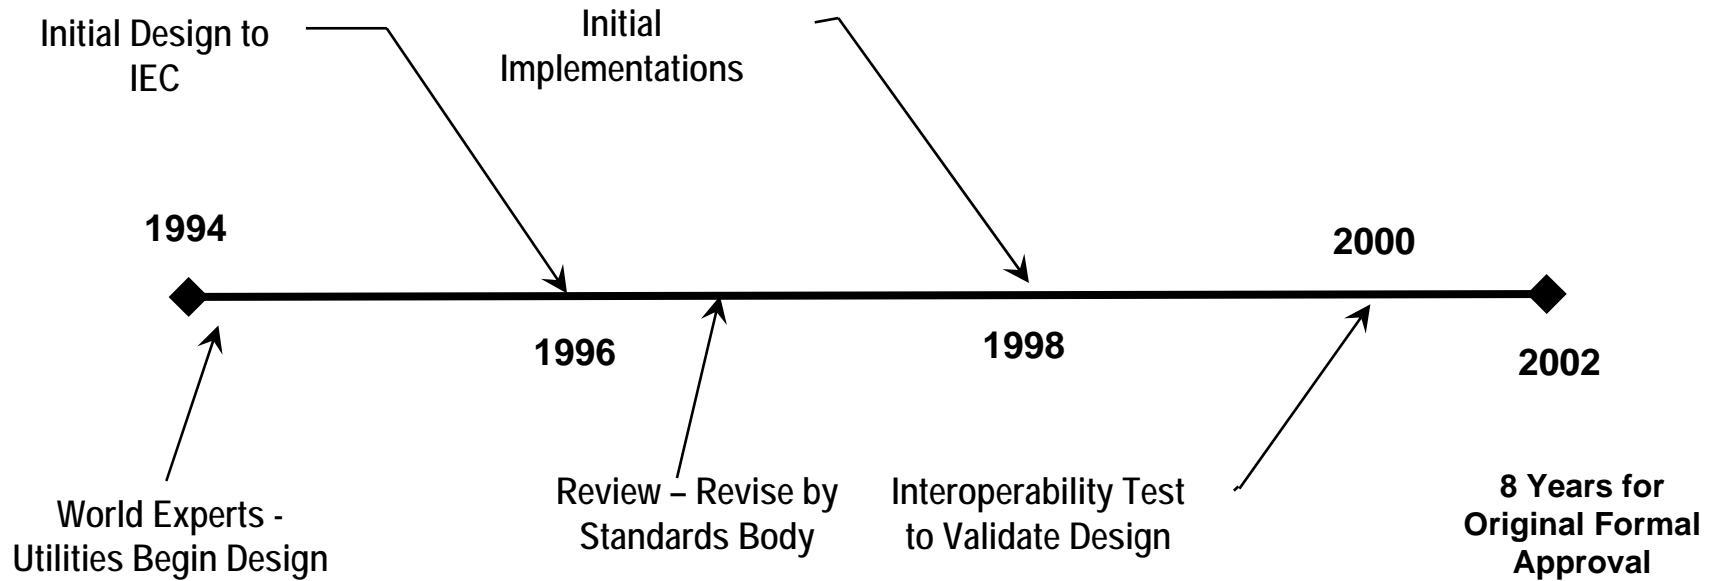 Initial Design to
IEC
Initial
Implementations
1994
2000
1996
1998
2002
World Experts -
Utilities Begin Design
Review – Revise by
Standards Body
Interoperability Test
to Validate Design
8 Years for
Original Formal
Approval